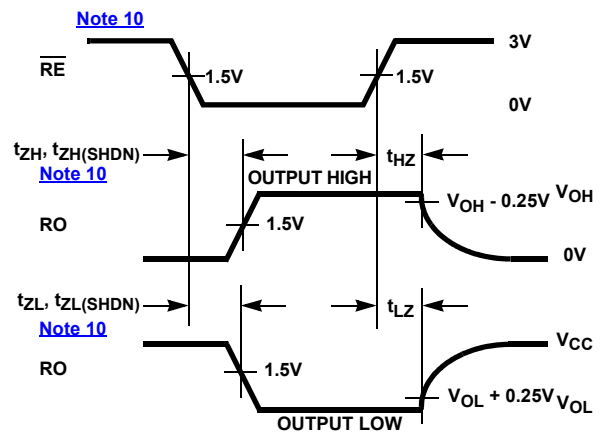 Note 10
3V
RE
1.5V
1.5V
0V
tZH, tZH(SHDN)
Note 10
OUTPUT HIGH
tHZ
VOH - 0.25V VOH
RO
1.5V
0V
tZL, tZL(SHDN)
Note 10
tLZ
VCC
RO
1.5V
VOL + 0.25V VOL
OUTPUT LOW